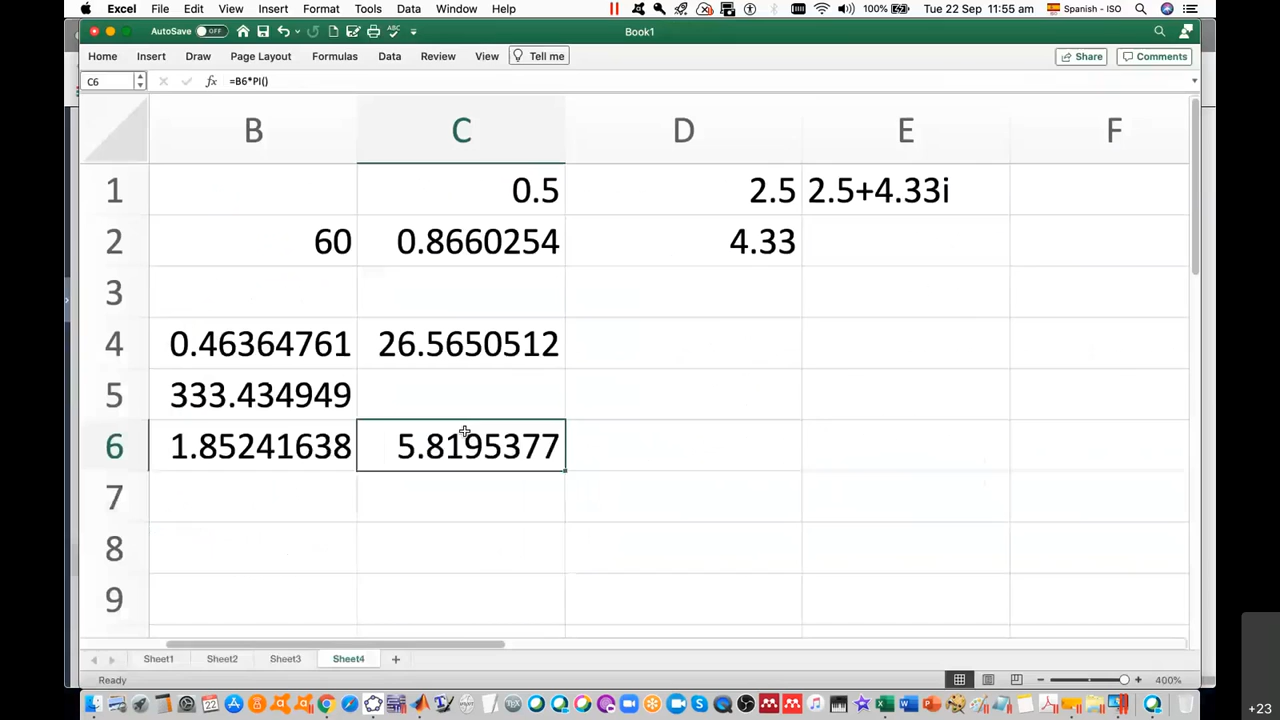 Excel File Edit View Insert Format Tools Data Window Help 100% Tue 22 Sep 11:55 am Spanish - ISO
AutoSave OFF Book1
Home Insert Draw Page Layout Formulas Data Review View Tell me Share Comments
C6 fx =B6*PI()
B C D E F
1 0.5 2.5 2.5+4.33i
2 60 0.8660254 4.33
3
4 0.46364761 26.5650512
5 333.434949
6 1.85241638 5.8195377
7
8
9
Sheet1 Sheet2 Sheet3 Sheet4 +
Ready 400%
+23